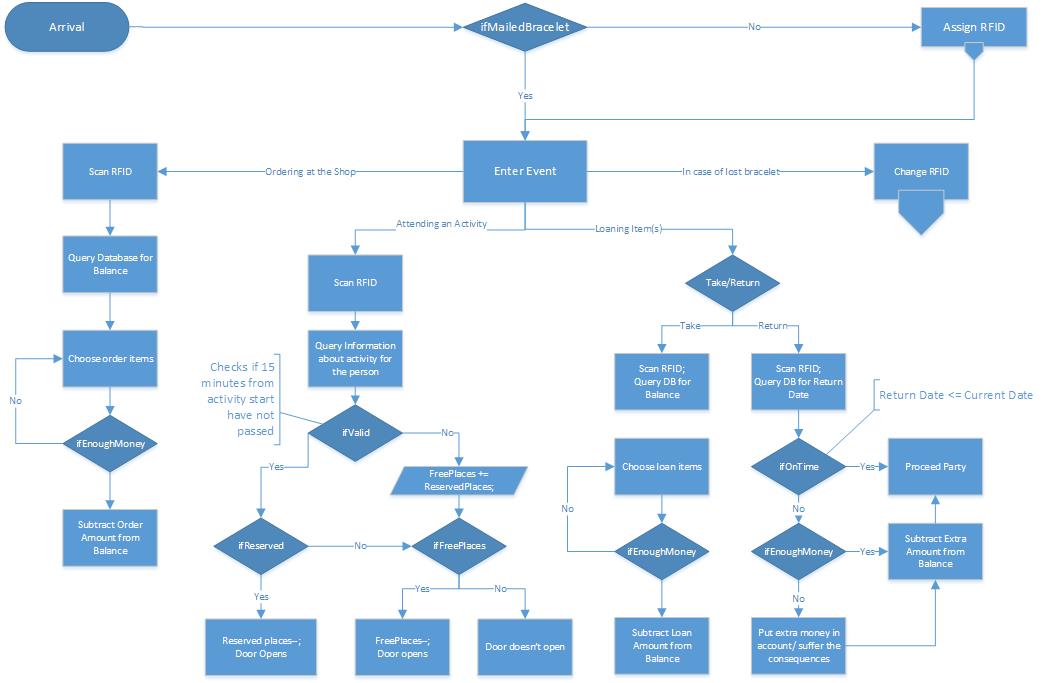 Arrival
ifMailedBracelet
No
Assign RFID
Yes
Scan RFID
Ordering at the Shop
Enter Event
In case of lost bracelet
Change RFID
Attending an Activity
Loaning Item(s)
Query Database for
Balance
Scan RFID
Take/Return
Take
Return
Choose order items
No
Query Information
about activity for
the person
Checks if 15
minutes from
activity start
have not
passed
Scan RFID;
Query DB for
Balance
Scan RFID;
Query DB for Return
Date
Return Date <= Current Date
ifEnoughMoney
ifValid
No
Yes
FreePlaces +=
ReservedPlaces;
Choose loan items
No
ifOnTime
Yes
Proceed Party
No
Subtract Order
Amount from
Balance
ifReserved
No
ifFreePlaces
ifEnoughMoney
ifEnoughMoney
Yes
Subtract Extra
Amount from
Balance
Yes
Yes
No
No
Reserved places--;
Door Opens
FreePlaces--;
Door opens
Door doesn't open
Subtract Loan
Amount from
Balance
Put extra money in
account/ suffer the
consequences